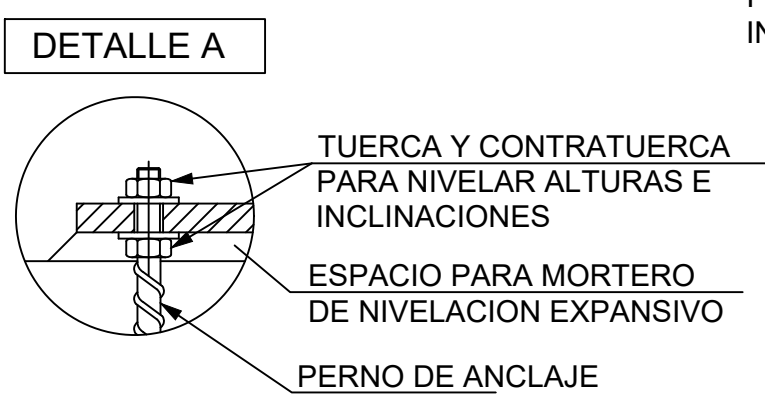 DETALLE A
TUERCA Y CONTRATUERCA
PARA NIVELAR ALTURAS E
INCLINACIONES
ESPACIO PARA MORTERO
DE NIVELACION EXPANSIVO
PERNO DE ANCLAJE